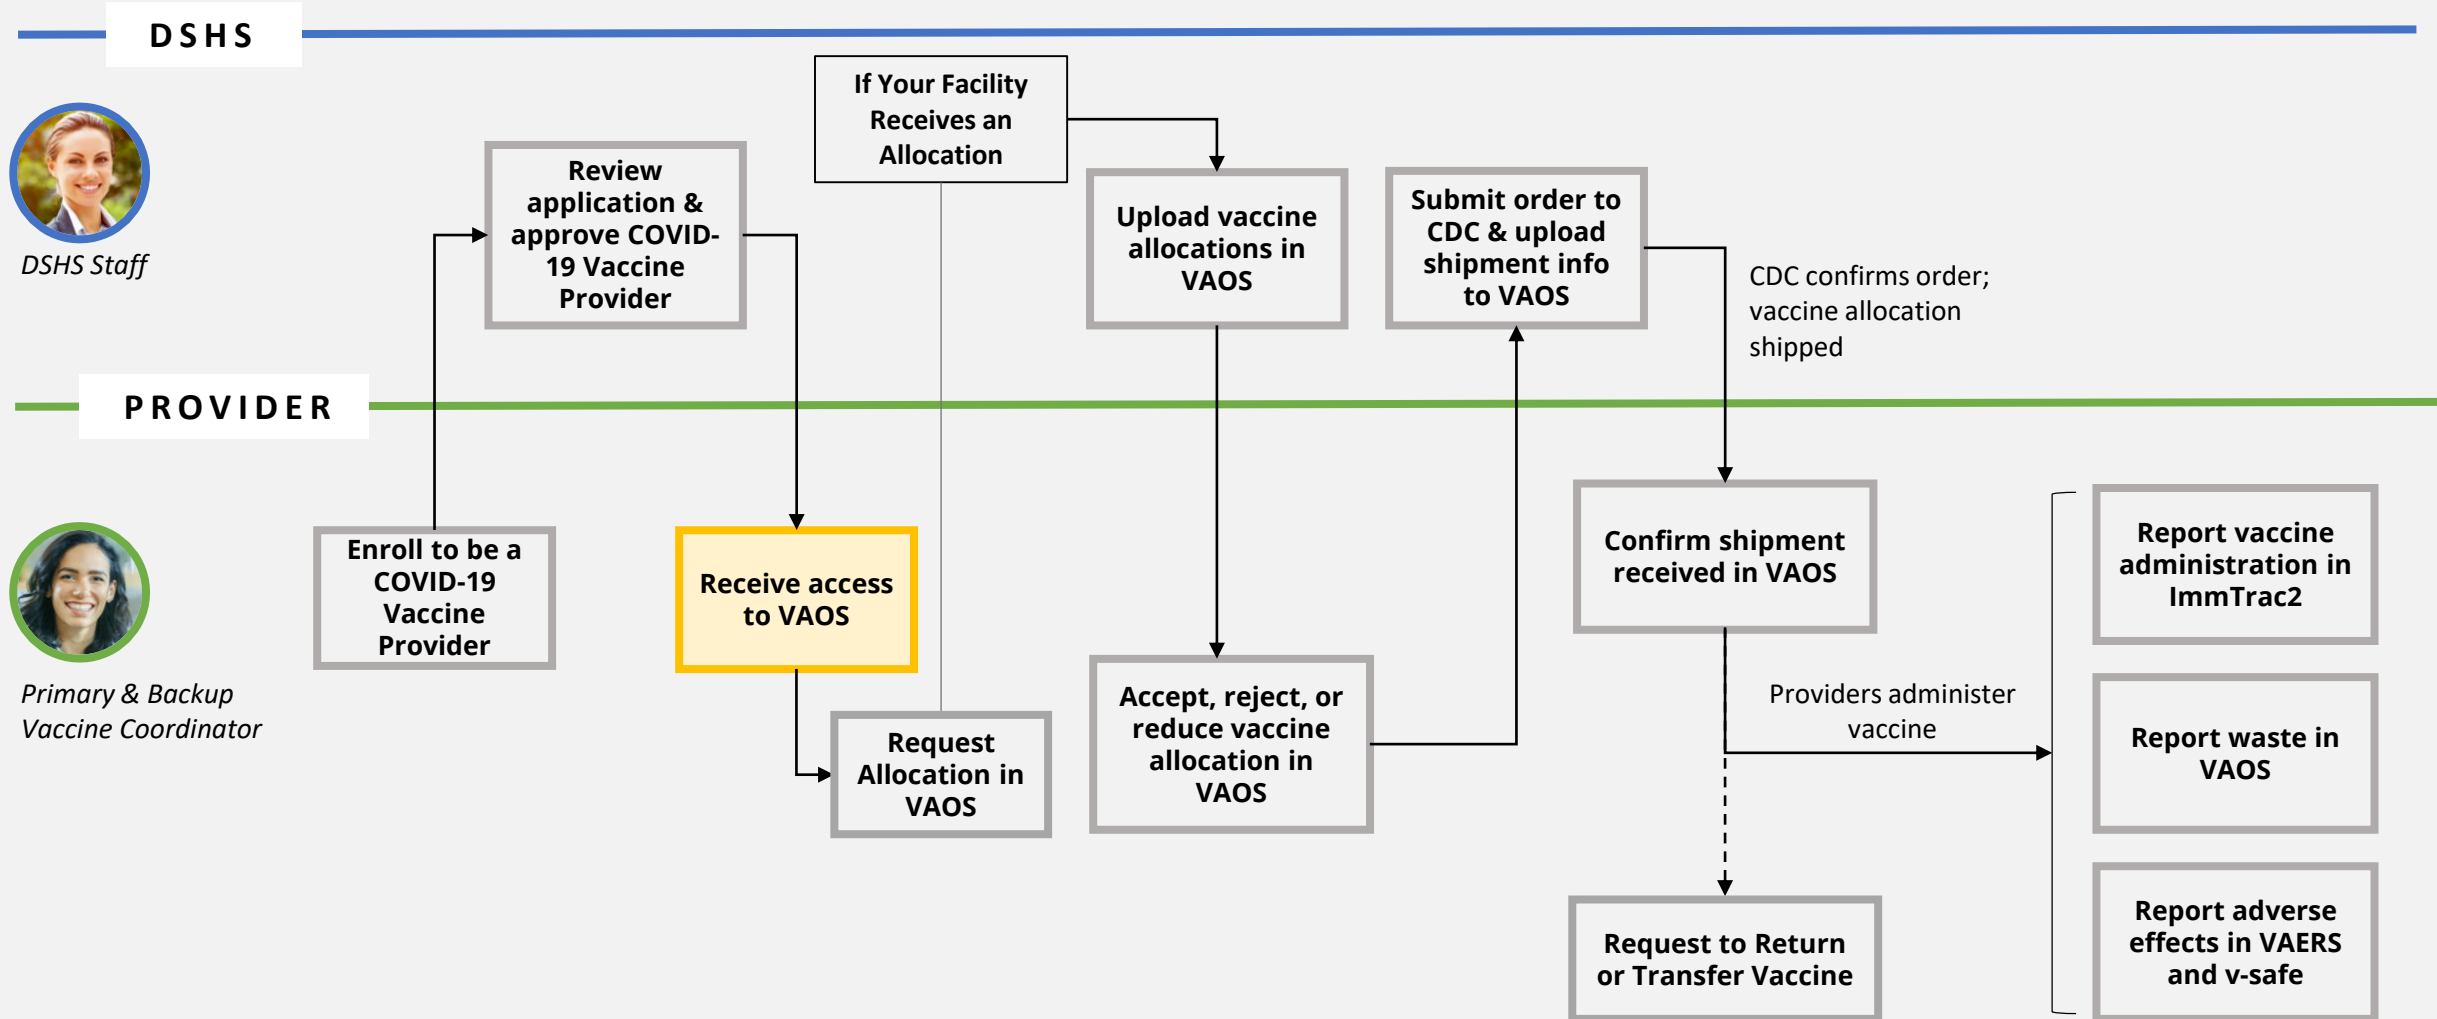 DSHS
If Your Facility
Receives an
Allocation
Review
application &
approve COVID-
19 Vaccine
Provider
Upload vaccine
allocations in
VAOS
Submit order to
CDC & upload
shipment info
to VAOS
DSHS Staff
CDC confirms order;
vaccine allocation
shipped
PROVIDER
Enroll to be a
COVID-19
Vaccine
Provider
Receive access
to VAOS
Confirm shipment
received in VAOS
Report vaccine
administration in
ImmTrac2
Primary & Backup
Vaccine Coordinator
Request
Allocation in
VAOS
Accept, reject, or
reduce vaccine
allocation in
VAOS
Providers administer
vaccine
Report waste in
VAOS
Request to Return
or Transfer Vaccine
Report adverse
effects in VAERS
and v-safe